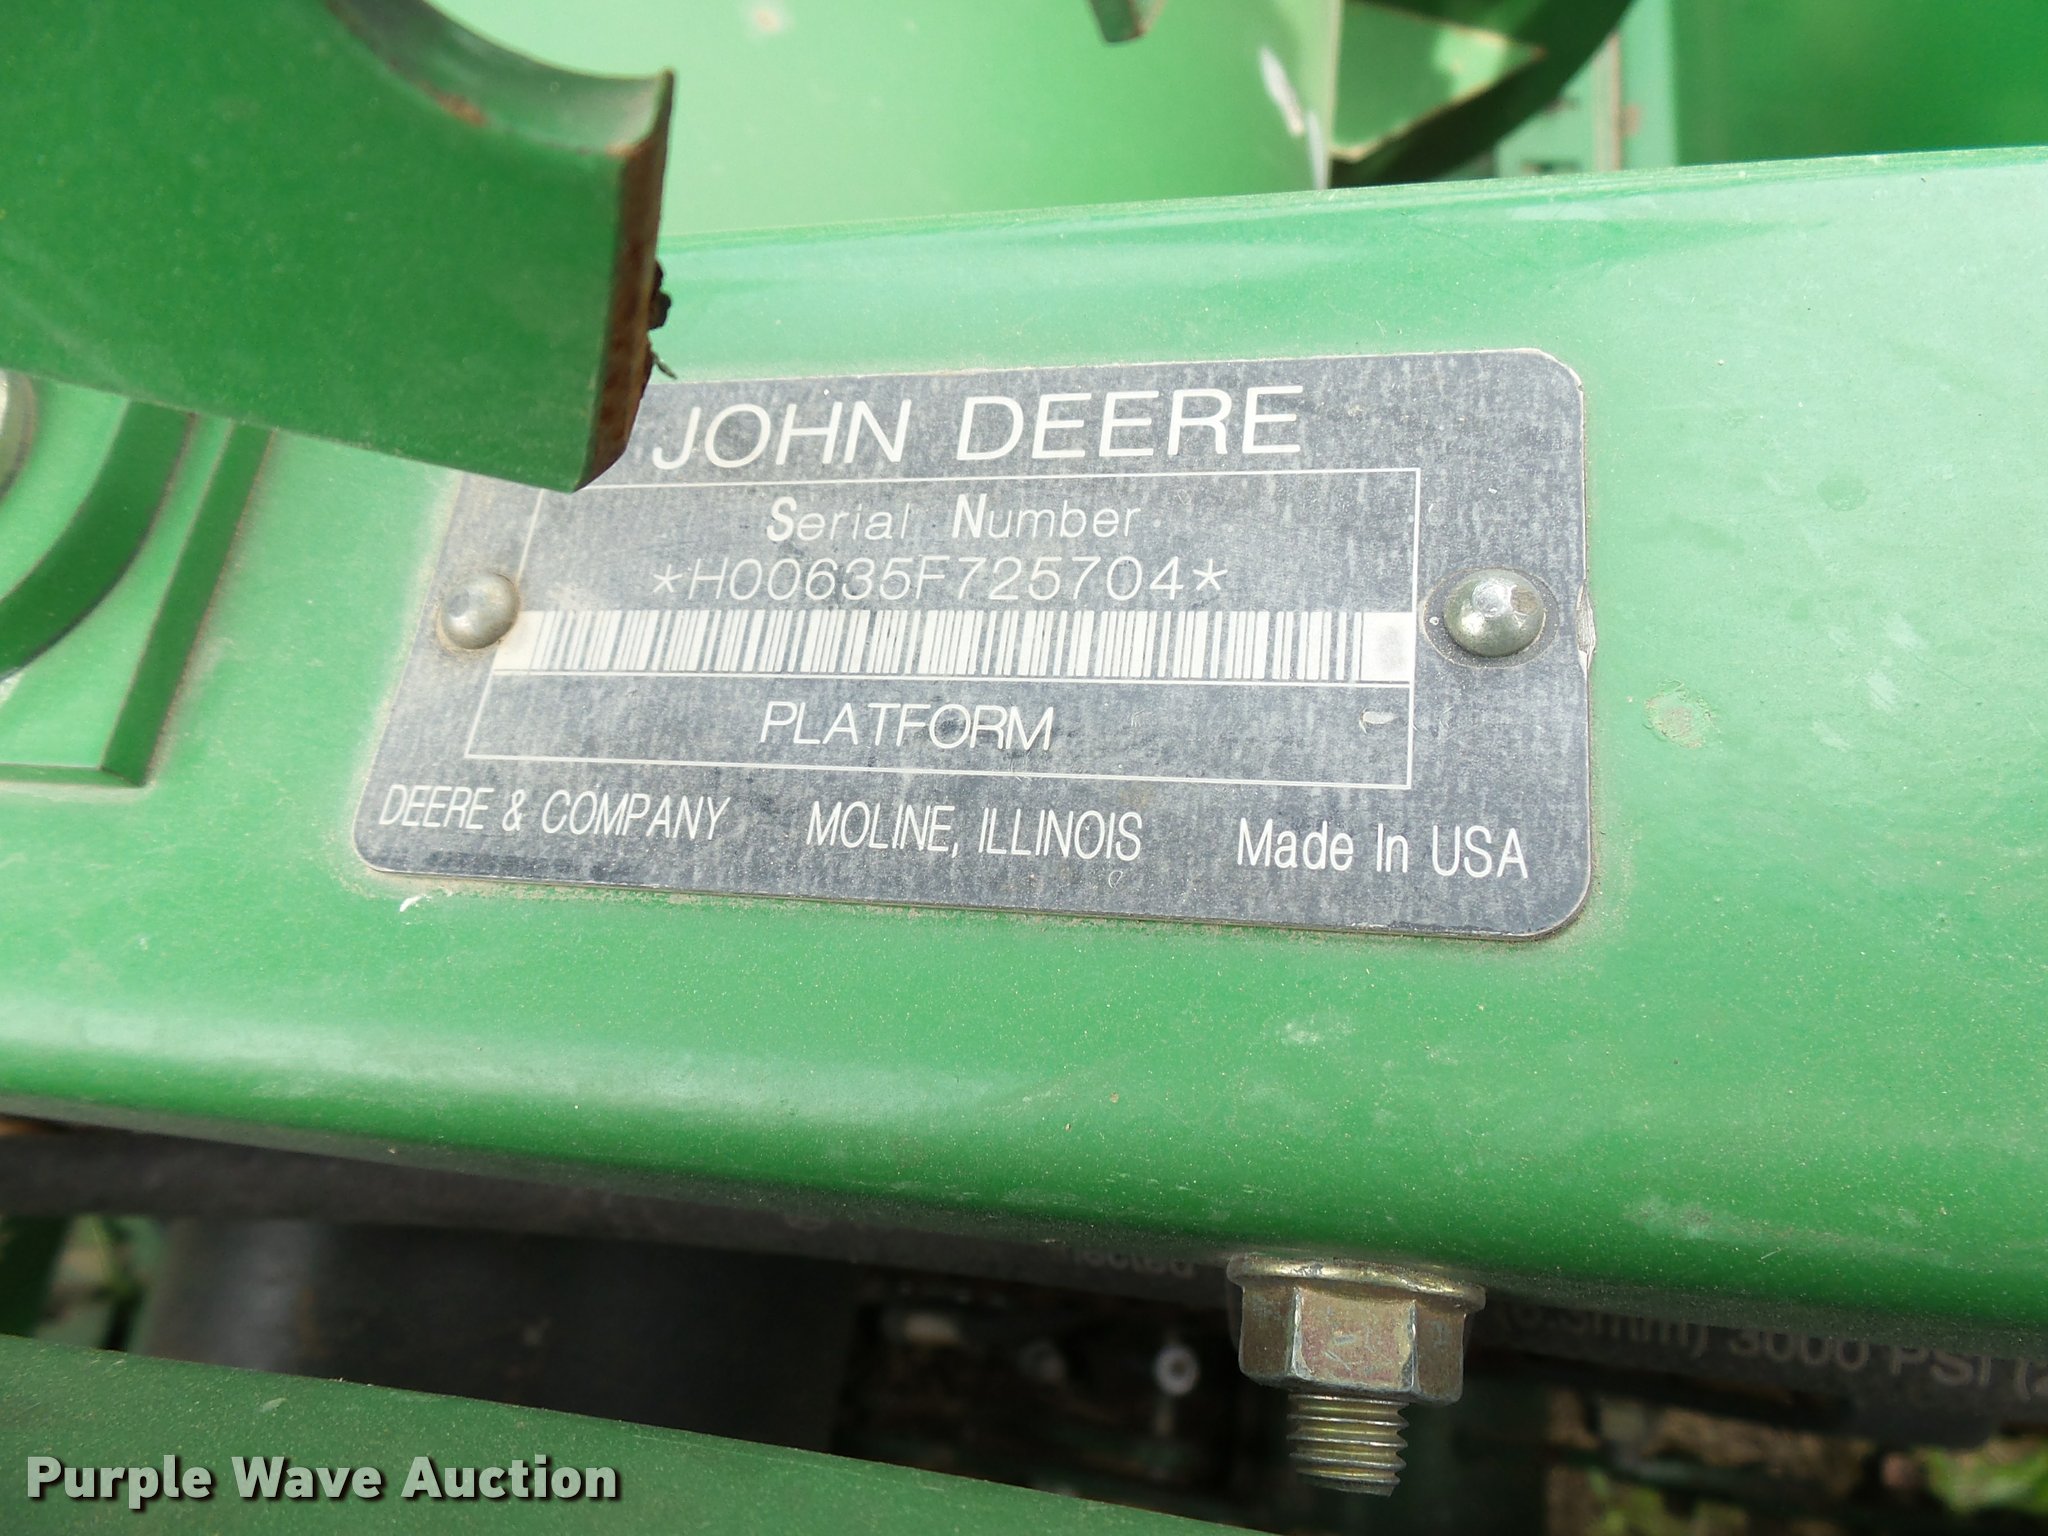 JOHN DEERE
Serial Number
*H00635F725704*
PLATFORM
DEERE & COMPANY MOLINE, ILLINOIS Made In USA
3000 PSI
Purple Wave Auction